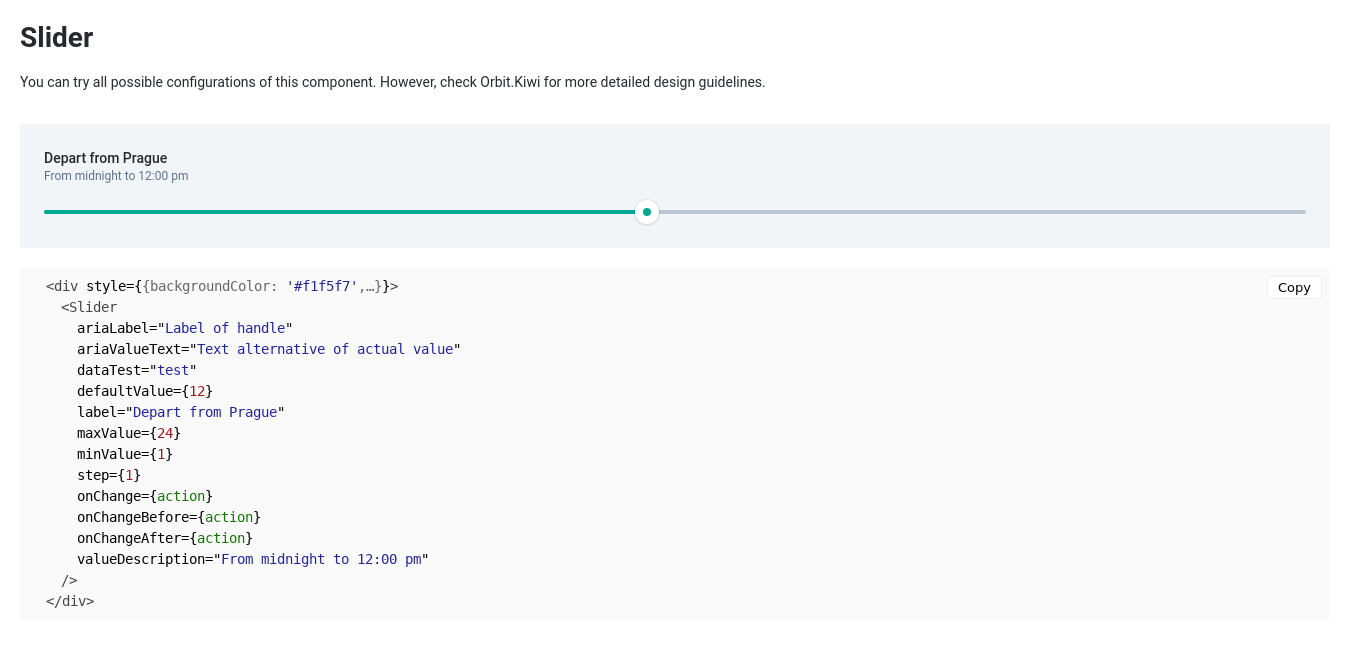 Slider
You can try all possible configurations of this component. However, check Orbit.Kiwi for more detailed design guidelines.
Depart from Prague
From midnight to 12:00 pm
<div style={{backgroundColor: '#f1f5f7',…}}>
Copy
<Slider
ariaLabel="Label of handle"
ariaValueText="Text alternative of actual value"
dataTest="test"
defaultValue={12}
label="Depart from Prague"
maxValue={24}
minValue={1}
step={1}
onChange={action}
onChangeBefore={action}
onChangeAfter={action}
valueDescription="From midnight to 12:00 pm"
/>
</div>